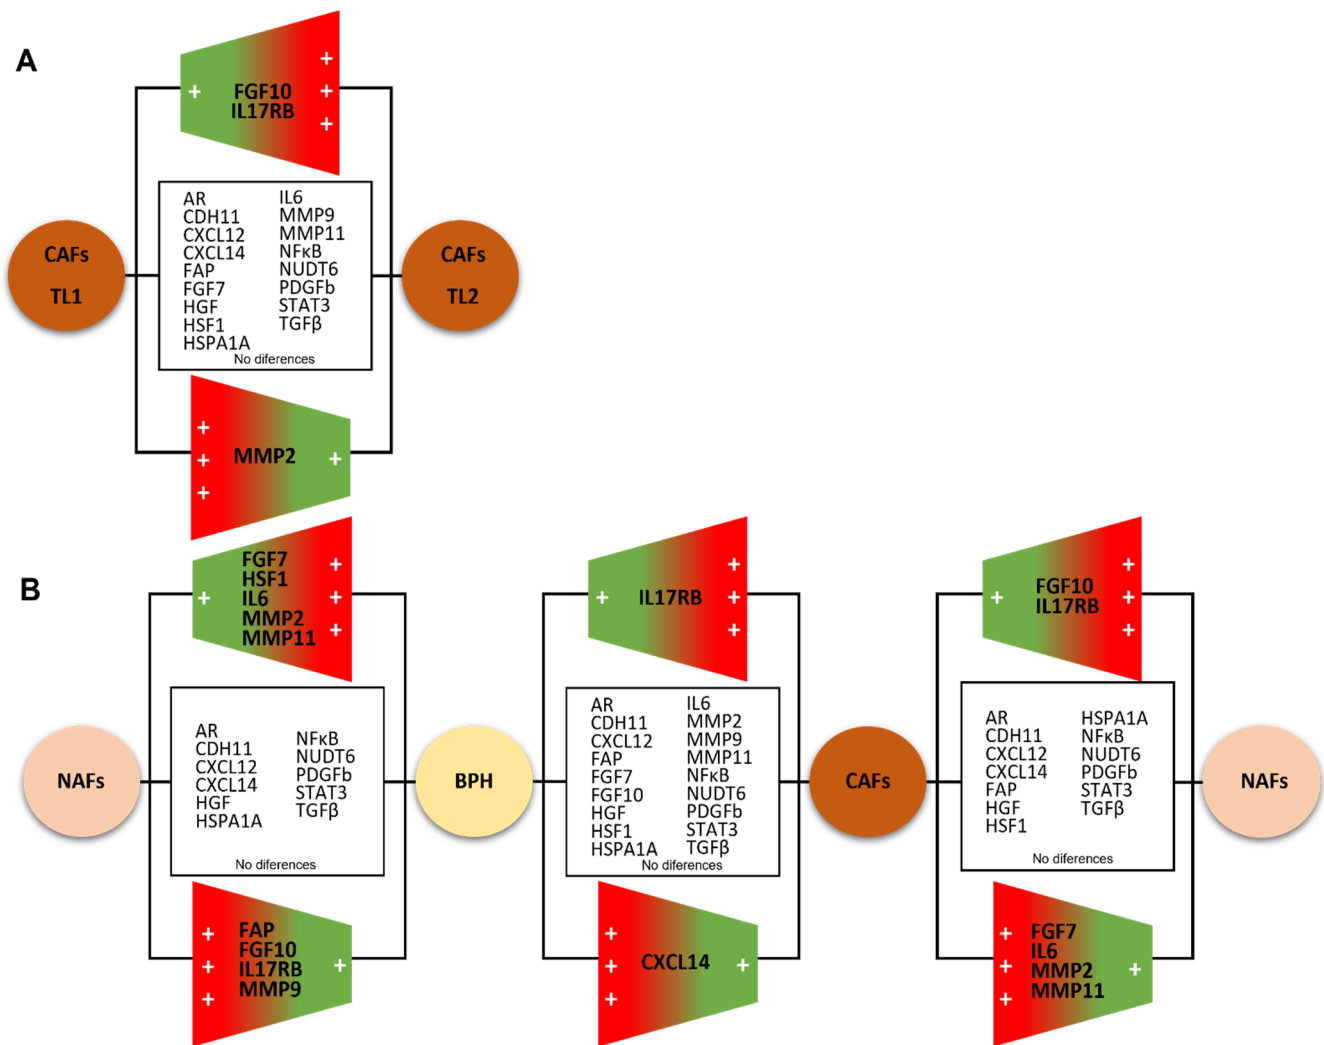 A
+
FGF10
IL17RB
+
+
+
CAFs
TL1
AR
CDH11
CXCL12
CXCL14
FAP
FGF7
HGF
HSF1
HSPA1A
IL6
MMP9
MMP11
NFκB
NUDT6
PDGFb
STAT3
TGFβ
No diferences
CAFs
TL2
+
+
+
MMP2
+
B
+
FGF7
HSF1
IL6
MMP2
MMP11
+
+
+
NAFs
AR
CDH11
CXCL12
CXCL14
HGF
HSPA1A
NFκB
NUDT6
PDGFb
STAT3
TGFβ
No diferences
+
+
+
FAP
FGF10
IL17RB
MMP9
+
BPH
+
IL17RB
+
+
+
AR
CDH11
CXCL12
FAP
FGF7
FGF10
HGF
HSF1
HSPA1A
IL6
MMP2
MMP9
MMP11
NFκB
NUDT6
PDGFb
STAT3
TGFβ
No diferences
+
+
+
CXCL14
+
CAFs
+
FGF10
IL17RB
+
+
+
AR
CDH11
CXCL12
CXCL14
FAP
HGF
HSF1
HSPA1A
NFκB
NUDT6
PDGFb
STAT3
TGFβ
No diferences
+
+
+
FGF7
IL6
MMP2
MMP11
+
NAFs